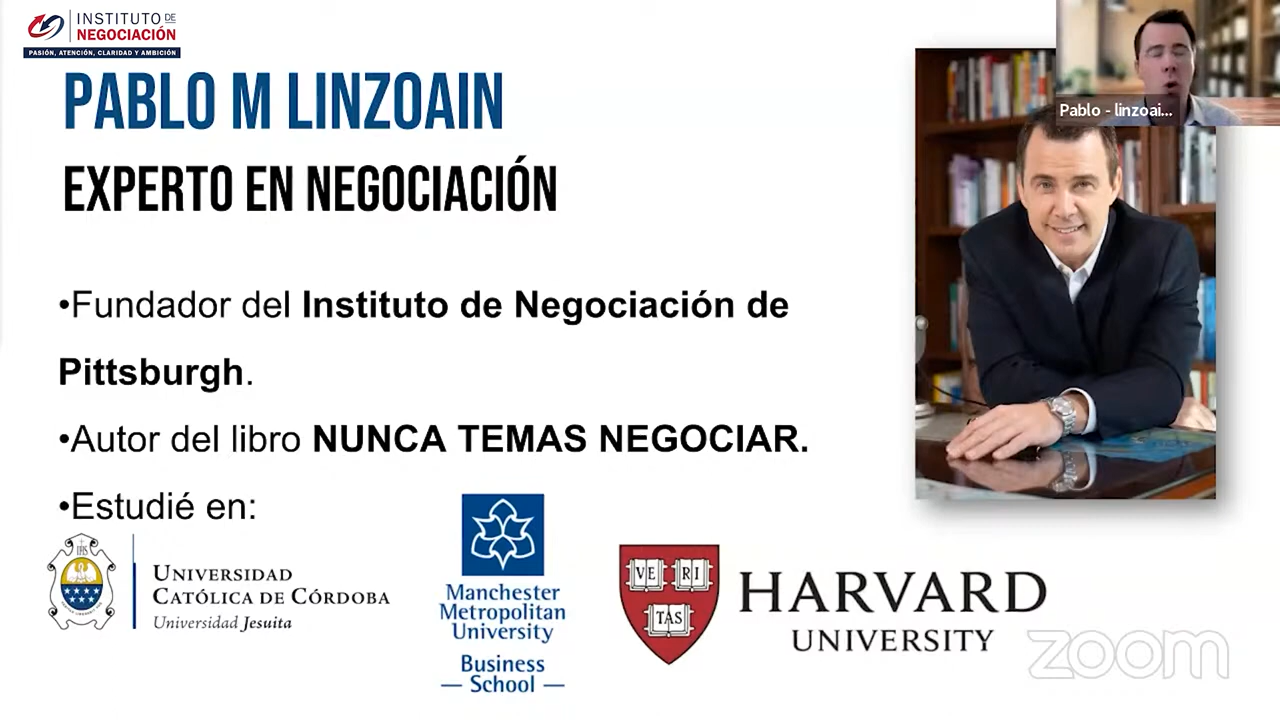 INSTITUTO DE
NEGOCIACIÓN
PASIÓN, ATENCIÓN, CLARIDAD Y AMBICIÓN
Pablo - linzoai...
PABLO M LINZOAIN
EXPERTO EN NEGOCIACIÓN
•Fundador del Instituto de Negociación de
Pittsburgh.
•Autor del libro NUNCA TEMAS NEGOCIAR.
•Estudié en:
UNIVERSIDAD
CATÓLICA DE CÓRDOBA
Universidad Jesuita
Manchester
Metropolitan
University
Business
School
VE RI
TAS
HARVARD
UNIVERSITY
zoom